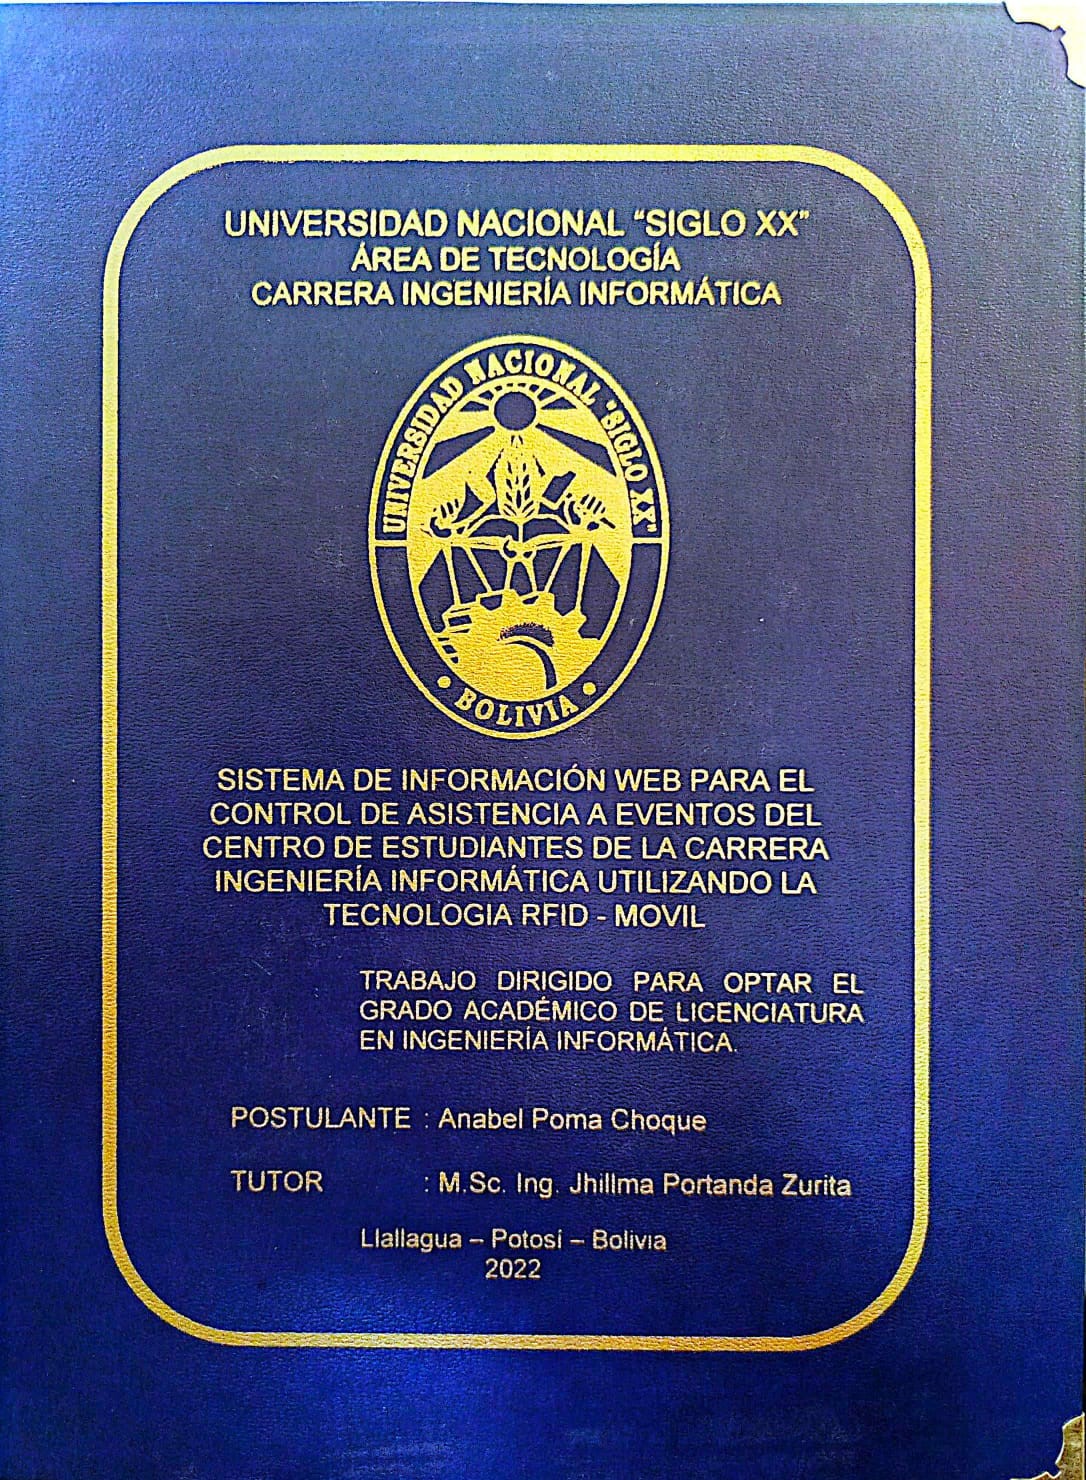 UNIVERSIDAD NACIONAL “SIGLO XX”
ÁREA DE TECNOLOGÍA
CARRERA INGENIERÍA INFORMÁTICA
UNIVERSIDAD NACIONAL "SIGLO XX"
BOLIVIA
SISTEMA DE INFORMACIÓN WEB PARA EL
CONTROL DE ASISTENCIA A EVENTOS DEL
CENTRO DE ESTUDIANTES DE LA CARRERA
INGENIERÍA INFORMÁTICA UTILIZANDO LA
TECNOLOGIA RFID - MOVIL
TRABAJO DIRIGIDO PARA OPTAR EL
GRADO ACADÉMICO DE LICENCIATURA
EN INGENIERÍA INFORMÁTICA.
POSTULANTE : Anabel Poma Choque
TUTOR : M.Sc. Ing. Jhillma Portanda Zurita
Llallagua – Potosí – Bolivia
2022